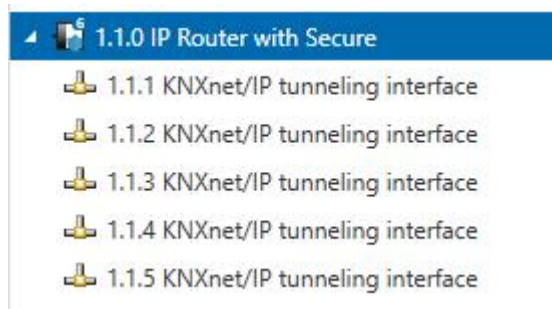 6
1.1.0 IP Router with Secure
1.1.1 KNXnet/IP tunneling interface
1.1.2 KNXnet/IP tunneling interface
1.1.3 KNXnet/IP tunneling interface
1.1.4 KNXnet/IP tunneling interface
1.1.5 KNXnet/IP tunneling interface